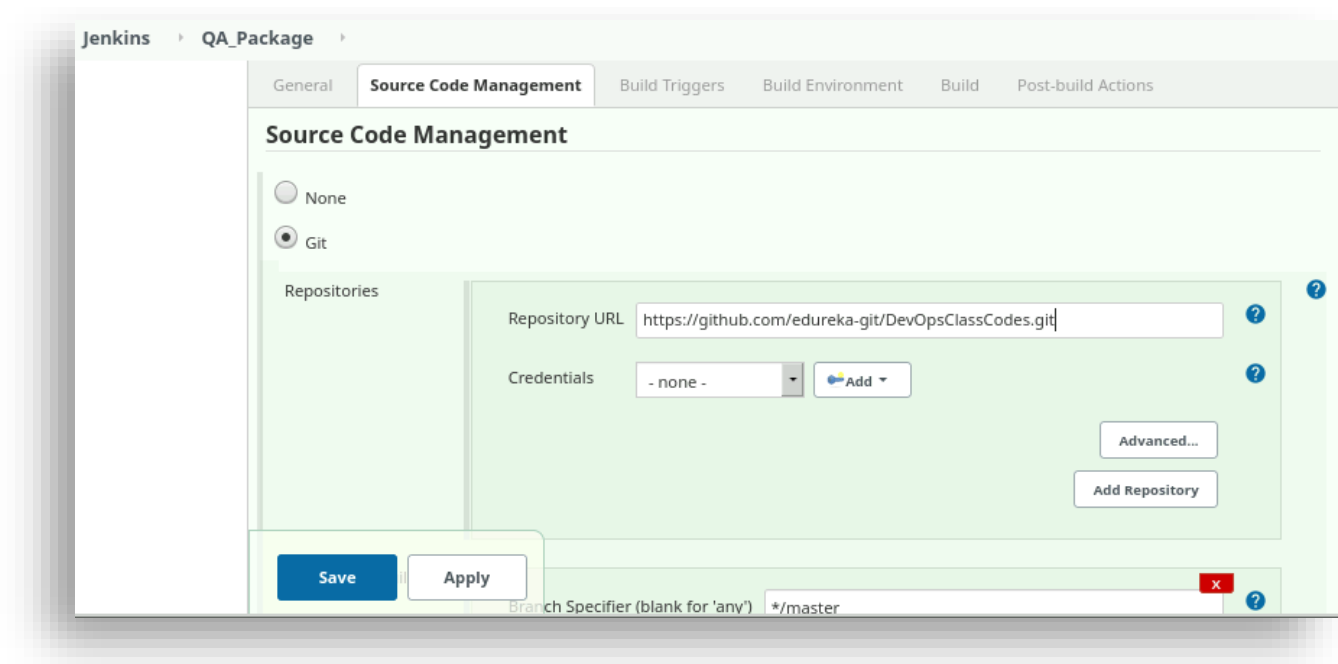 Jenkins QA_Package
General Source Code Management Build Triggers Build Environment Build Post-build Actions
Source Code Management
None
Git
Repositories
Repository URL https://github.com/edureka-git/DevOpsClassCodes.git ?
?
Credentials - none - Add ?
Advanced...
Add Repository
Save Apply
x
Branch Specifier (blank for 'any') */master ?